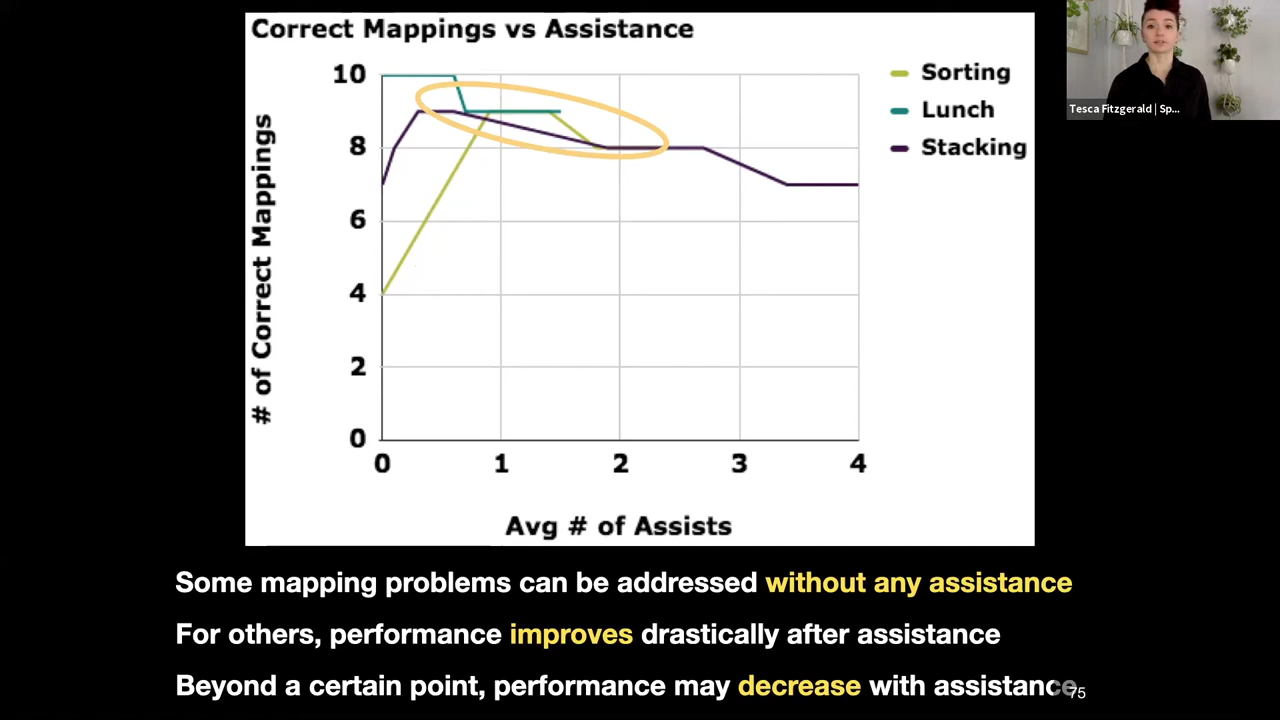 Correct Mappings vs Assistance
# of Correct Mappings
10
8
6
4
2
0
0 1 2 3 4
Avg # of Assists
Sorting
Lunch
Stacking
Tesca Fitzgerald | Sp...
Some mapping problems can be addressed without any assistance
For others, performance improves drastically after assistance
Beyond a certain point, performance may decrease with assistance
75